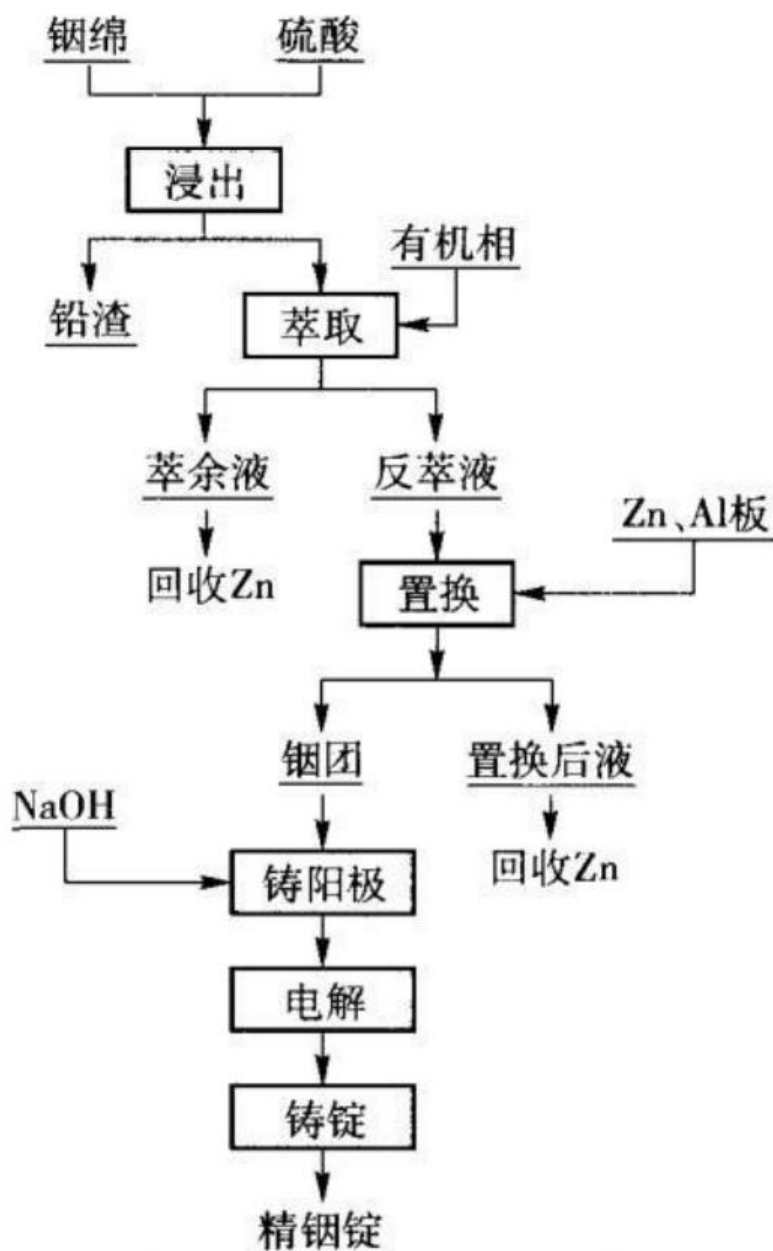 铟绵
硫酸
浸出
有机相
铅渣
萃取
萃余液
反萃液
Zn、Al板
回收Zn
置换
铟团
置换后液
NaOH
铸阳极
回收Zn
电解
铸锭
精铟锭